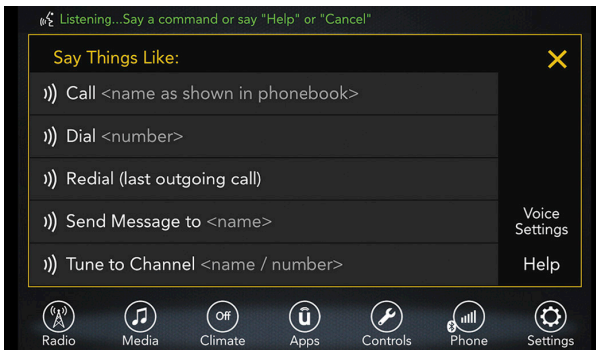 Listening...Say a command or say "Help" or "Cancel"
Say Things Like:
Call <name as shown in phonebook>
Dial <number>
Redial (last outgoing call)
Send Message to <name>
Tune to Channel <name / number>
Voice
Settings
Help
Off
ū
Radio
Media
Climate
Apps
Controls
Phone
Settings